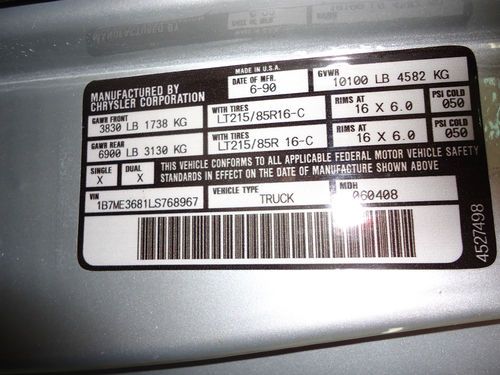 MADE IN U.S.A.
MANUFACTURED BY
CHRYSLER CORPORATION
DATE OF MFR.
6-90
GVWR
10100 LB 4582 KG
GAWR FRONT
3830 LB 1738 KG
WITH TIRES
LT215/85R16-C
RIMS AT
16 X 6.0
PSI COLD
050
GAWR REAR
6900 LB 3130 KG
WITH TIRES
LT215/85R 16-C
RIMS AT
16 X 6.0
PSI COLD
050
SINGLE
X
DUAL
X
THIS VEHICLE CONFORMS TO ALL APPLICABLE FEDERAL MOTOR VEHICLE SAFETY
STANDARDS IN EFFECT ON THE DATE OF MANUFACTURE SHOWN ABOVE
VIN
1B7ME3681LS768967
VEHICLE TYPE
TRUCK
MDH
060408
4527498